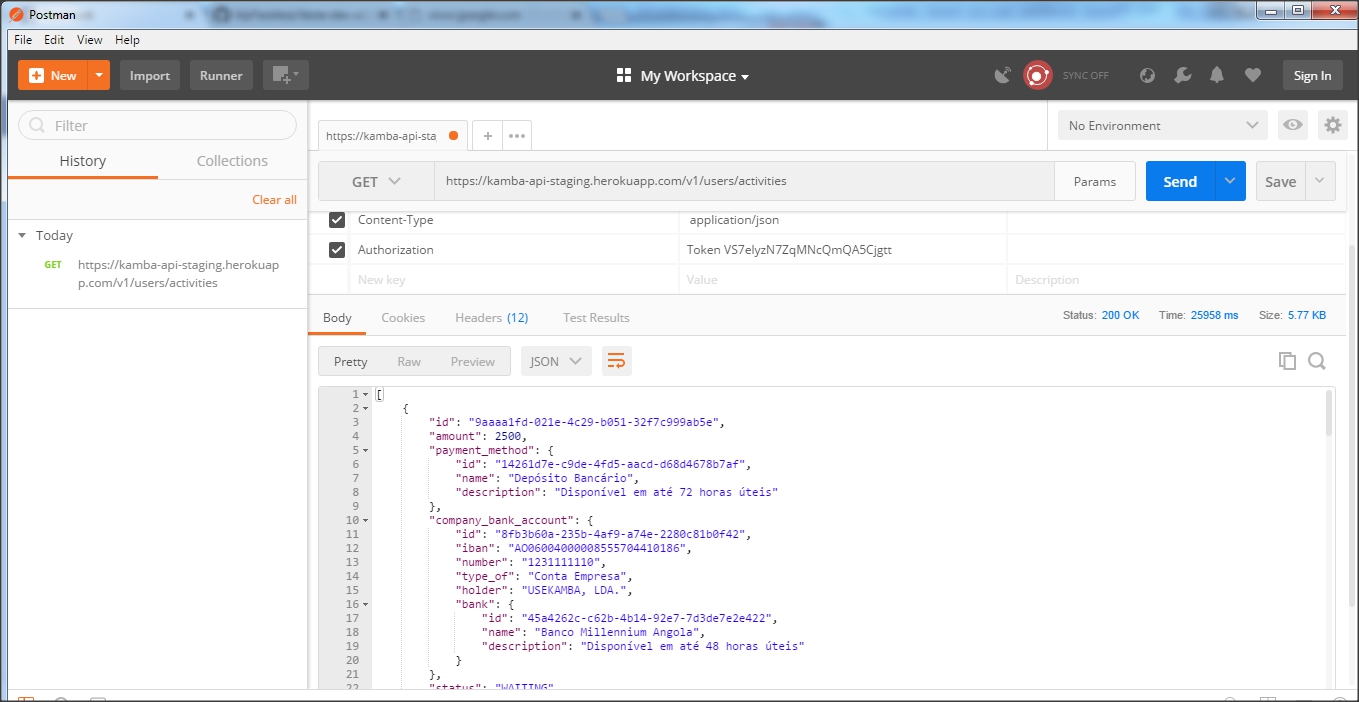 Postman
File Edit View Help
New Import Runner My Workspace SYNC OFF Sign In
Filter
https://kamba-api-sta + ••• No Environment
History Collections
GET https://kamba-api-staging.herokuapp.com/v1/users/activities Params Send Save
Clear all
Content-Type application/json
Today
Authorization Token VS7elyzN7ZqMNcQmQA5Cjgtt
GET https://kamba-api-staging.herokuap
p.com/v1/users/activities
New key Value Description
Body Cookies Headers (12) Test Results Status: 200 OK Time: 25958 ms Size: 5.77 KB
Pretty Raw Preview JSON
1 [
2 {
3 "id": "9aaaa1fd-021e-4c29-b051-32f7c999ab5e",
4 "amount": 2500,
5 "payment_method": {
6 "id": "14261d7e-c9de-4fd5-aacd-d68d4678b7af",
7 "name": "Depósito Bancário",
8 "description": "Disponível em até 72 horas úteis"
9 },
10 "company_bank_account": {
11 "id": "8fb3b60a-235b-4af9-a74e-2280c81b0f42",
12 "iban": "AO06004000008555704410186",
13 "number": "1231111110",
14 "type_of": "Conta Empresa",
15 "holder": "USEKAMBA, LDA.",
16 "bank": {
17 "id": "45a4262c-c62b-4b14-92e7-7d3de7e2e422",
18 "name": "Banco Millennium Angola",
19 "description": "Disponível em até 48 horas úteis"
20 }
21 },
22 "status": "WAITING"